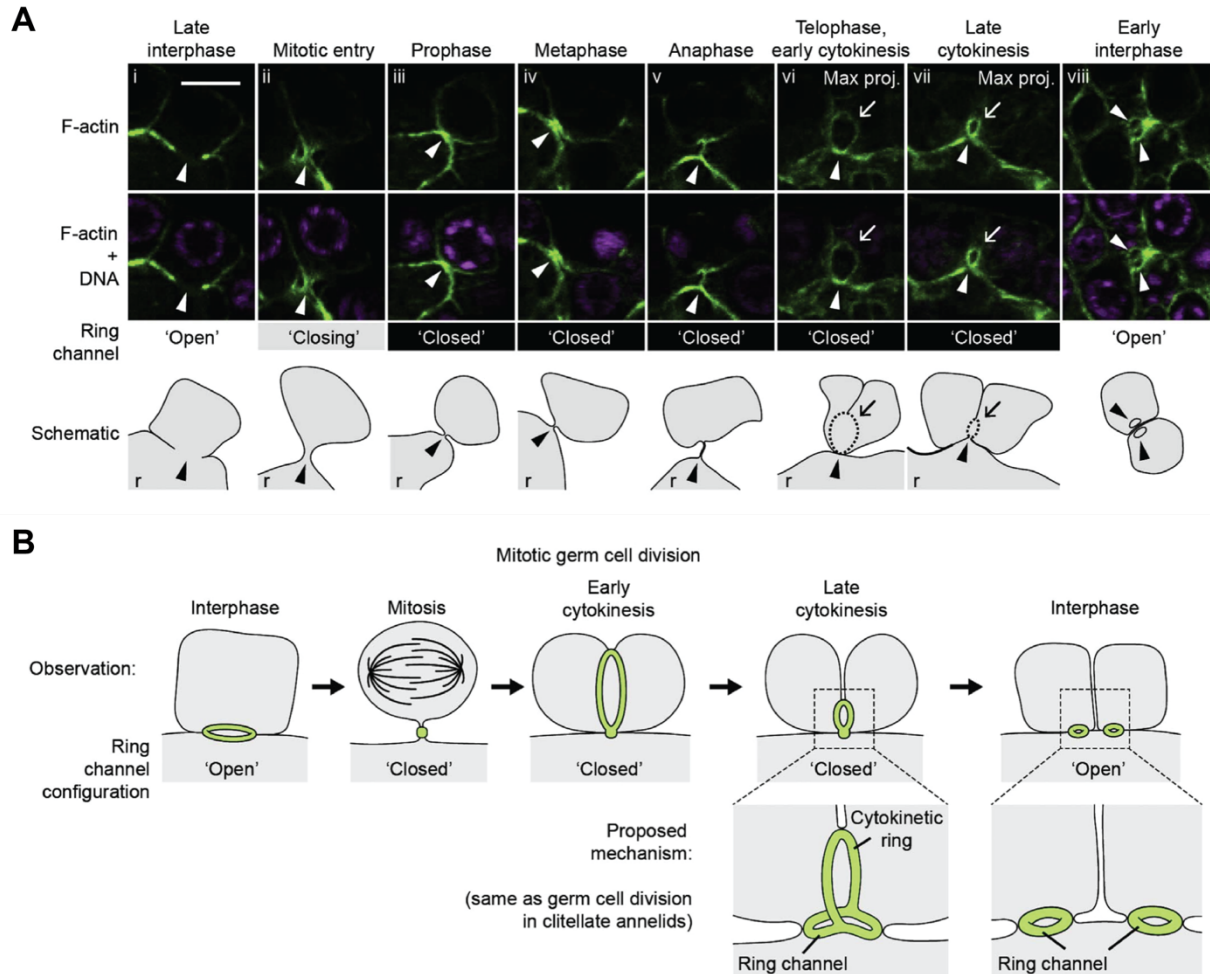 A
Late
interphase
Mitotic entry
Prophase
Metaphase
Anaphase
Telophase,
early cytokinesis
Late
cytokinesis
Early
interphase
F-actin
i
ii
iii
iv
v
vi
Max proj.
vii
Max proj.
viii
F-actin
+
DNA
Ring
channel
‘Open’
‘Closing’
‘Closed’
‘Closed’
‘Closed’
‘Closed’
‘Closed’
‘Open’
Schematic
r
r
r
r
r
r
r
B
Mitotic germ cell division
Interphase
Mitosis
Early
cytokinesis
Late
cytokinesis
Interphase
Observation:
Ring
channel
configuration
‘Open’
‘Closed’
‘Closed’
‘Closed’
‘Open’
Proposed
mechanism:
(same as germ cell division
in clitellate annelids)
Cytokinetic
ring
Ring channel
Ring channel